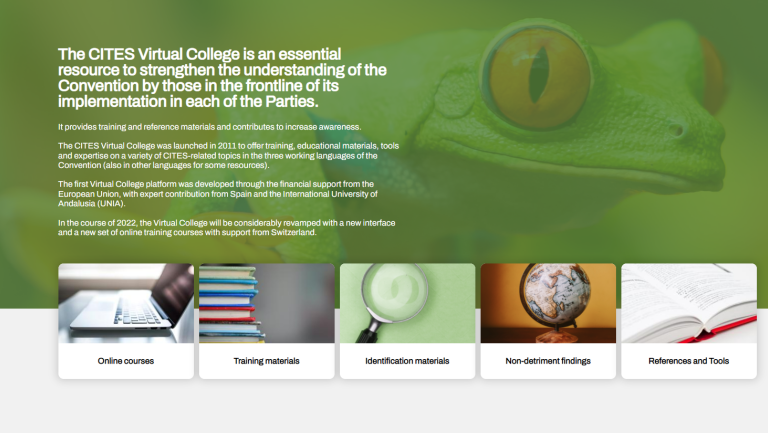 The CITES Virtual College is an essential
resource to strengthen the understanding of the
Convention by those in the frontline of its
implementation in each of the Parties.
It provides training and reference materials and contributes to increase awareness.
The CITES Virtual College was launched in 2011 to offer training, educational materials, tools
and expertise on a variety of CITES-related topics in the three working languages of the
Convention (also in other languages for some resources).
The first Virtual College platform was developed through the financial support from the
European Union, with expert contribution from Spain and the International University of
Andalusia (UNIA).
In the course of 2022, the Virtual College will be considerably revamped with a new interface
and a new set of online training courses with support from Switzerland.
Online courses
Training materials
Identification materials
Non-detriment findings
References and Tools